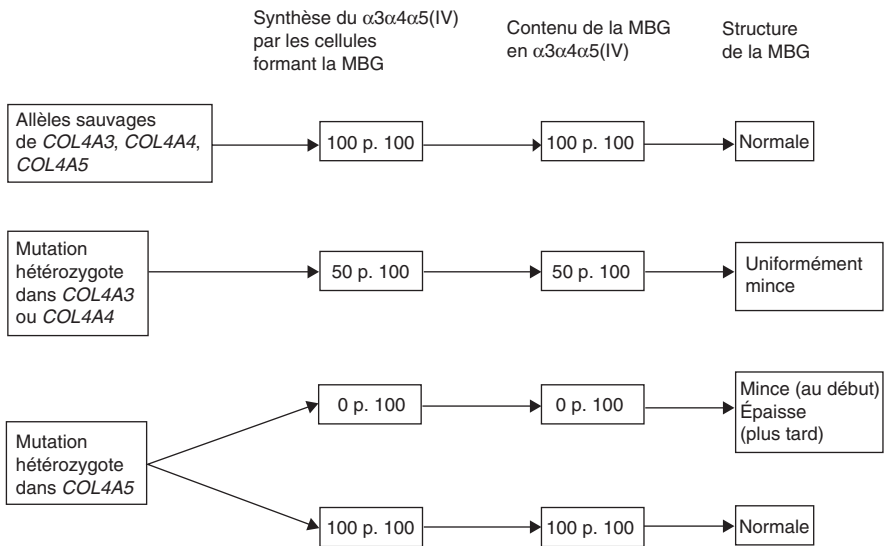 Synthèse du α3α4α5(IV)
par les cellules
formant la MBG
Contenu de la MBG
en α3α4α5(IV)
Structure
de la MBG
Allèles sauvages
de COL4A3, COL4A4,
COL4A5
100 p. 100
100 p. 100
Normale
Mutation
hétérozygote
dans COL4A3
ou COL4A4
50 p. 100
50 p. 100
Uniformément
mince
Mutation
hétérozygote
dans COL4A5
0 p. 100
0 p. 100
Mince (au début)
Épaisse
(plus tard)
100 p. 100
100 p. 100
Normale